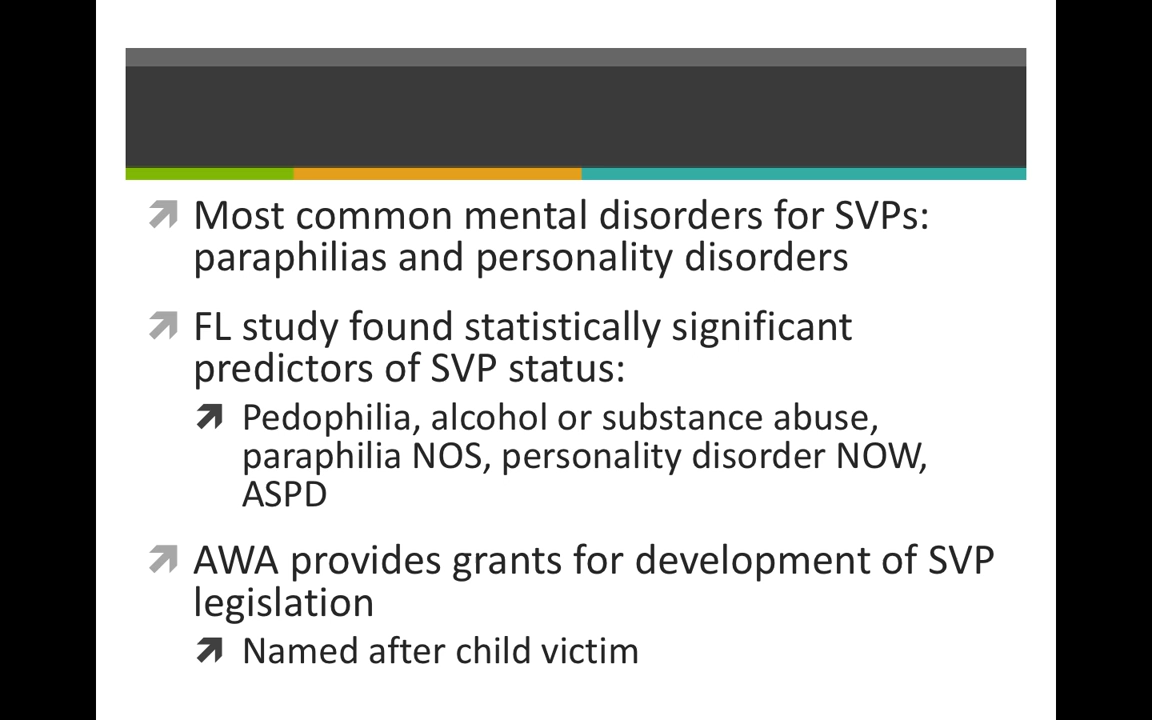 Most common mental disorders for SVPs:
paraphilias and personality disorders
FL study found statistically significant
predictors of SVP status:
Pedophilia, alcohol or substance abuse,
paraphilia NOS, personality disorder NOW,
ASPD
AWA provides grants for development of SVP
legislation
Named after child victim